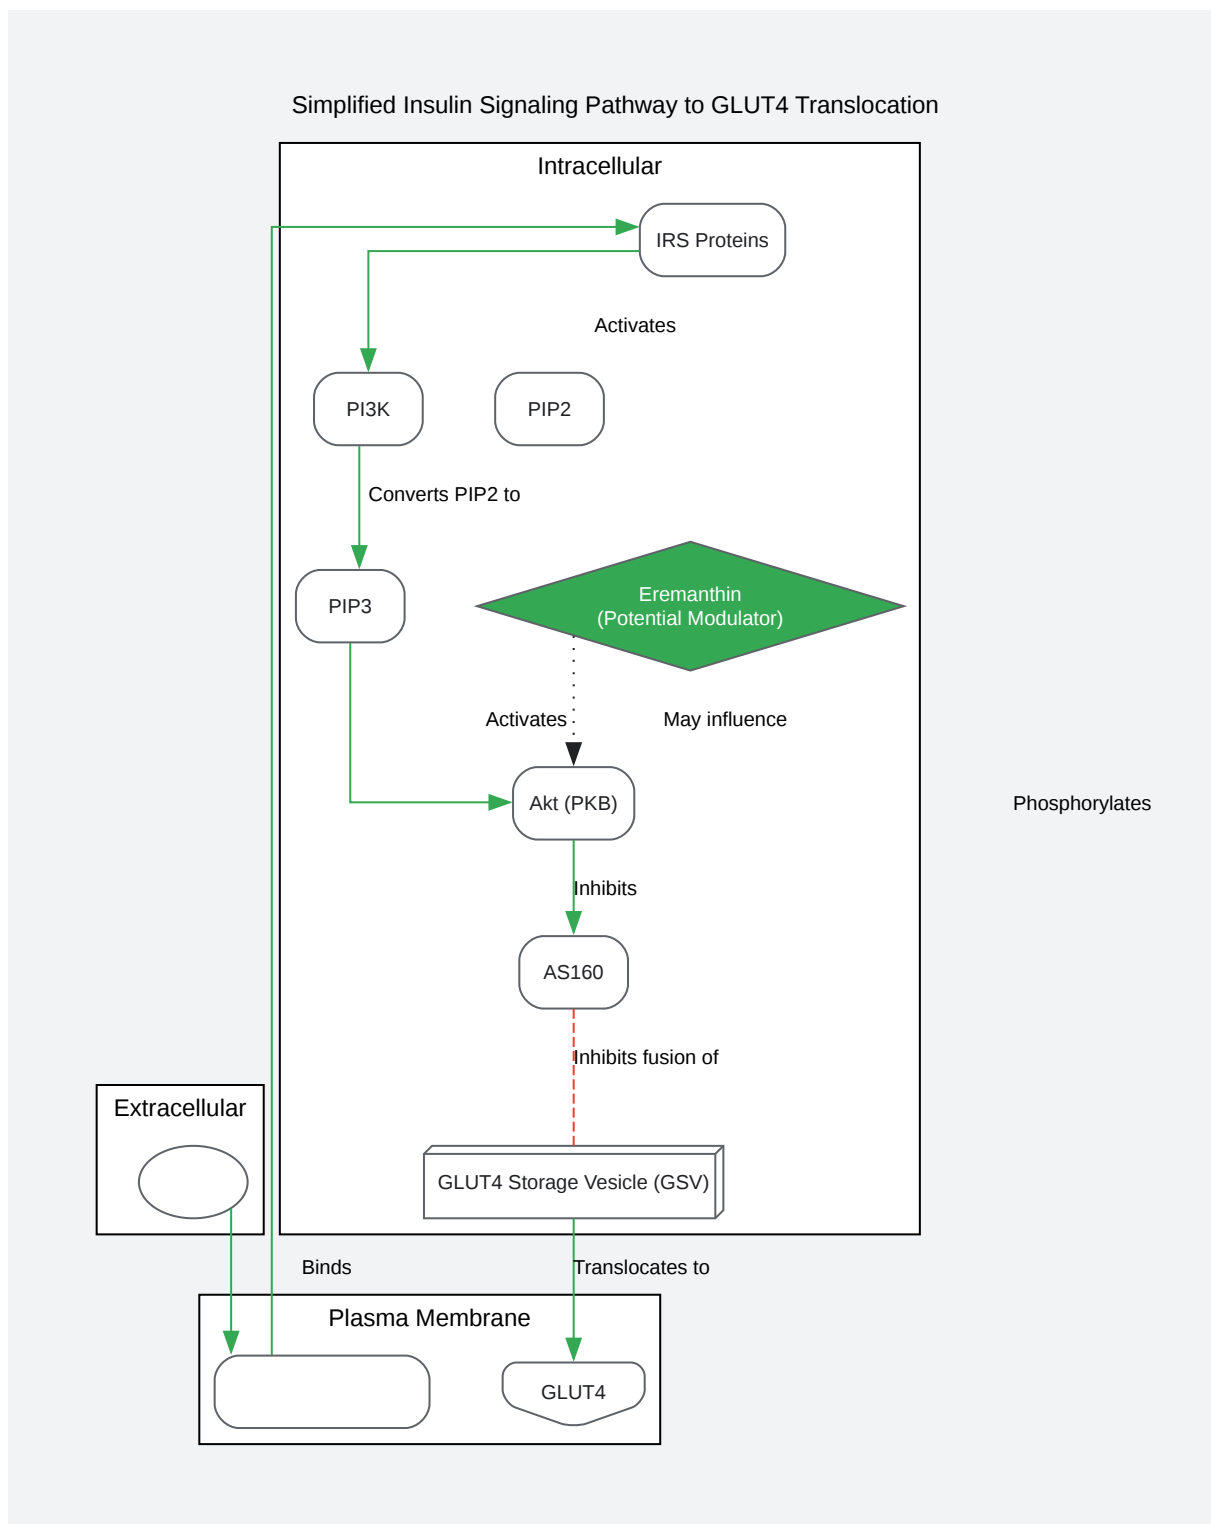 Simplified Insulin Signaling Pathway to GLUT4 Translocation
Intracellular
IRS Proteins
Activates
PI3K
PIP2
Converts PIP2 to
PIP3
Eremanthin
(Potential Modulator)
Activates
May influence
Akt (PKB)
Phosphorylates
Inhibits
AS160
Inhibits fusion of
Extracellular
GLUT4 Storage Vesicle (GSV)
Binds
Translocates to
Plasma Membrane
GLUT4